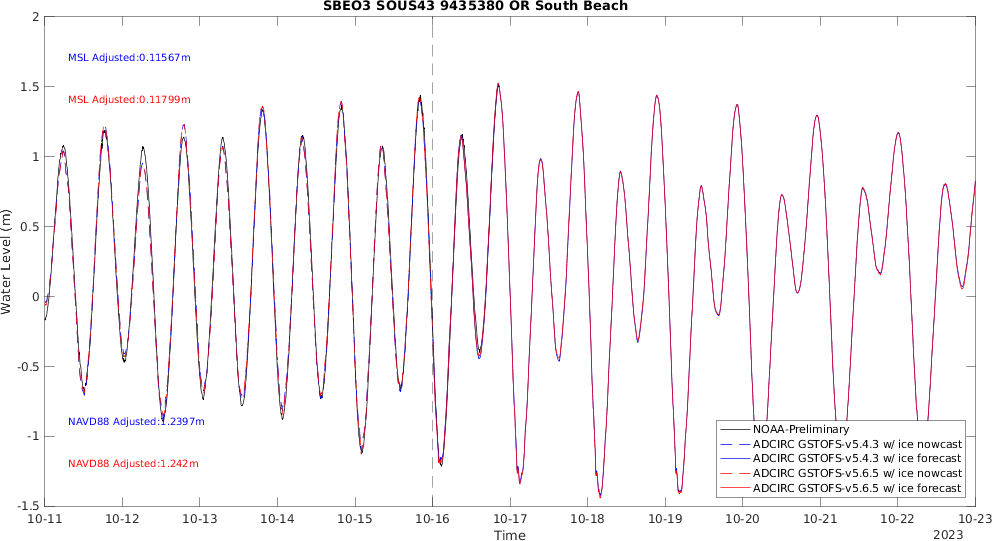 SBEO3 SOUS43 9435380 OR South Beach
2
1.5
1
0.5
0
-0.5
-1
-1.5
Water Level (m)
MSL Adjusted:0.11567m
MSL Adjusted:0.11799m
NAVD88 Adjusted:1.2397m
NAVD88 Adjusted:1.242m
NOAA-Preliminary
ADCIRC GSTOFS-v5.4.3 w/ ice nowcast
ADCIRC GSTOFS-v5.4.3 w/ ice forecast
ADCIRC GSTOFS-v5.6.5 w/ ice nowcast
ADCIRC GSTOFS-v5.6.5 w/ ice forecast
10-11 10-12 10-13 10-14 10-15 10-16 10-17 10-18 10-19 10-20 10-21 10-22 10-23
Time
2023